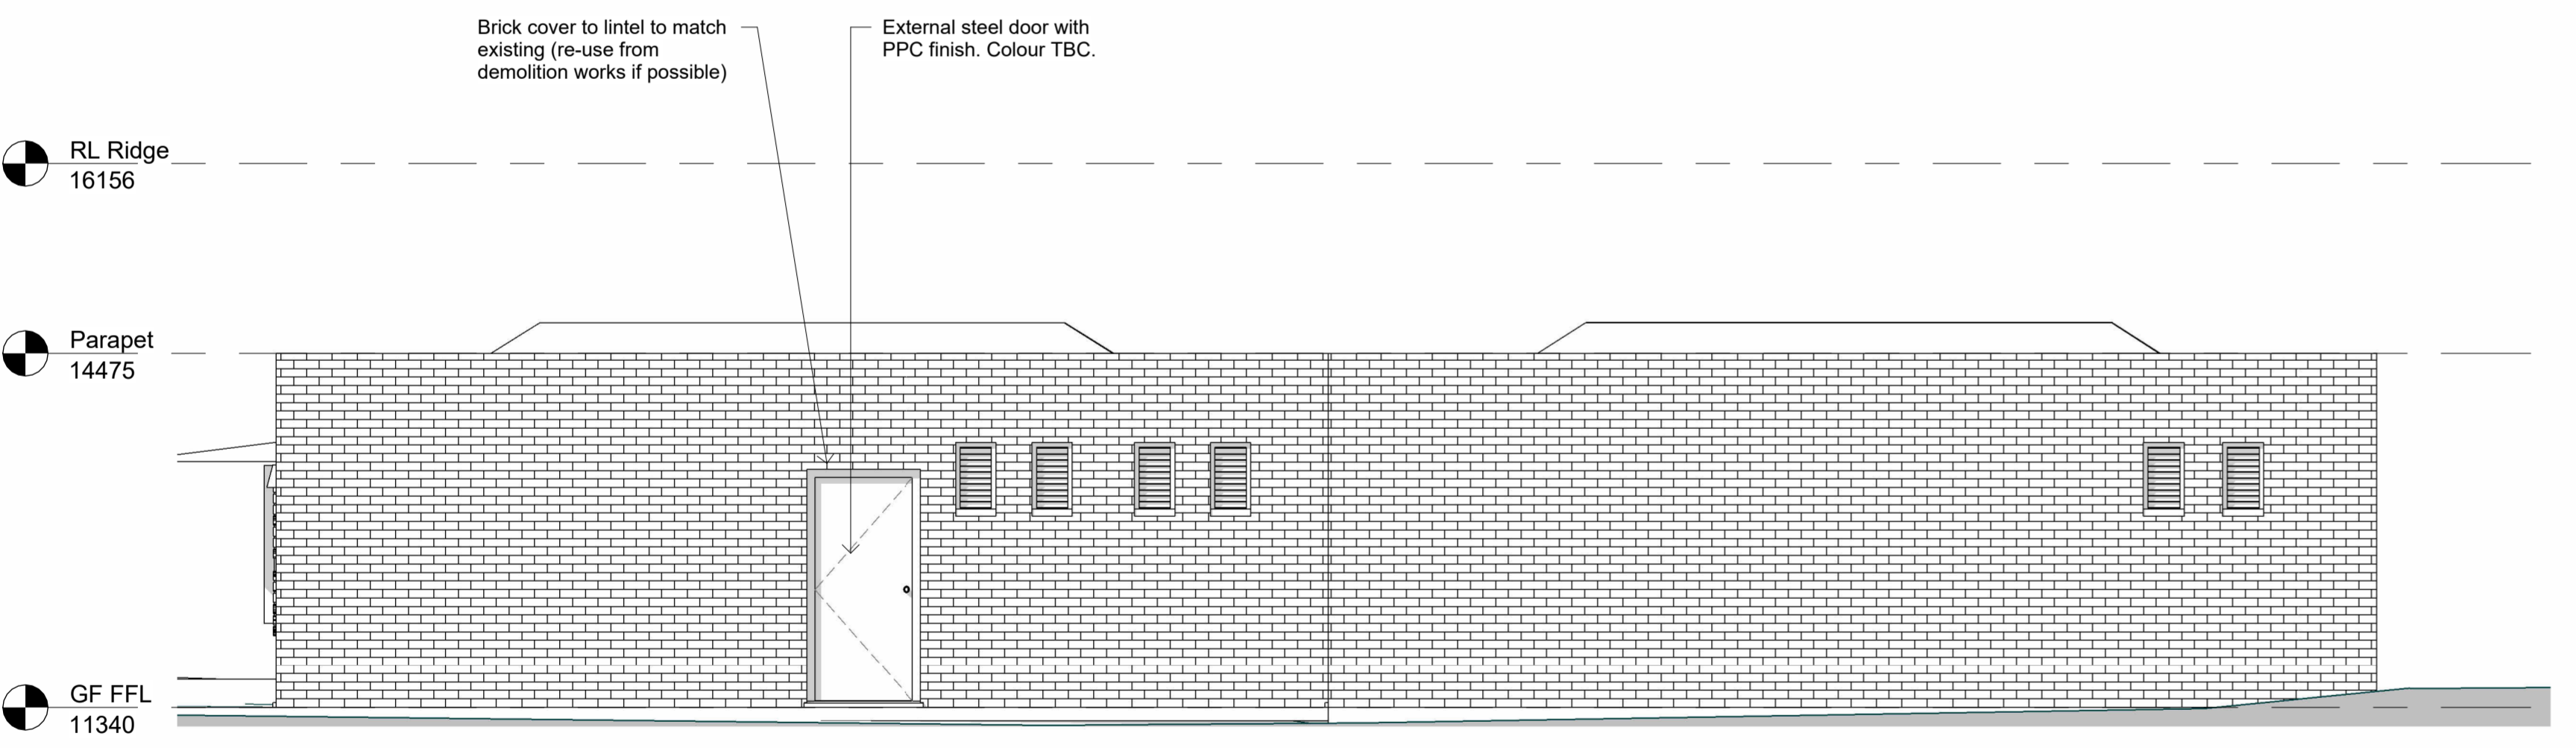 Brick cover to lintel to match
existing (re-use from
demolition works if possible)
External steel door with
PPC finish. Colour TBC.
RL Ridge
16156
Parapet
14475
GF FFL
11340